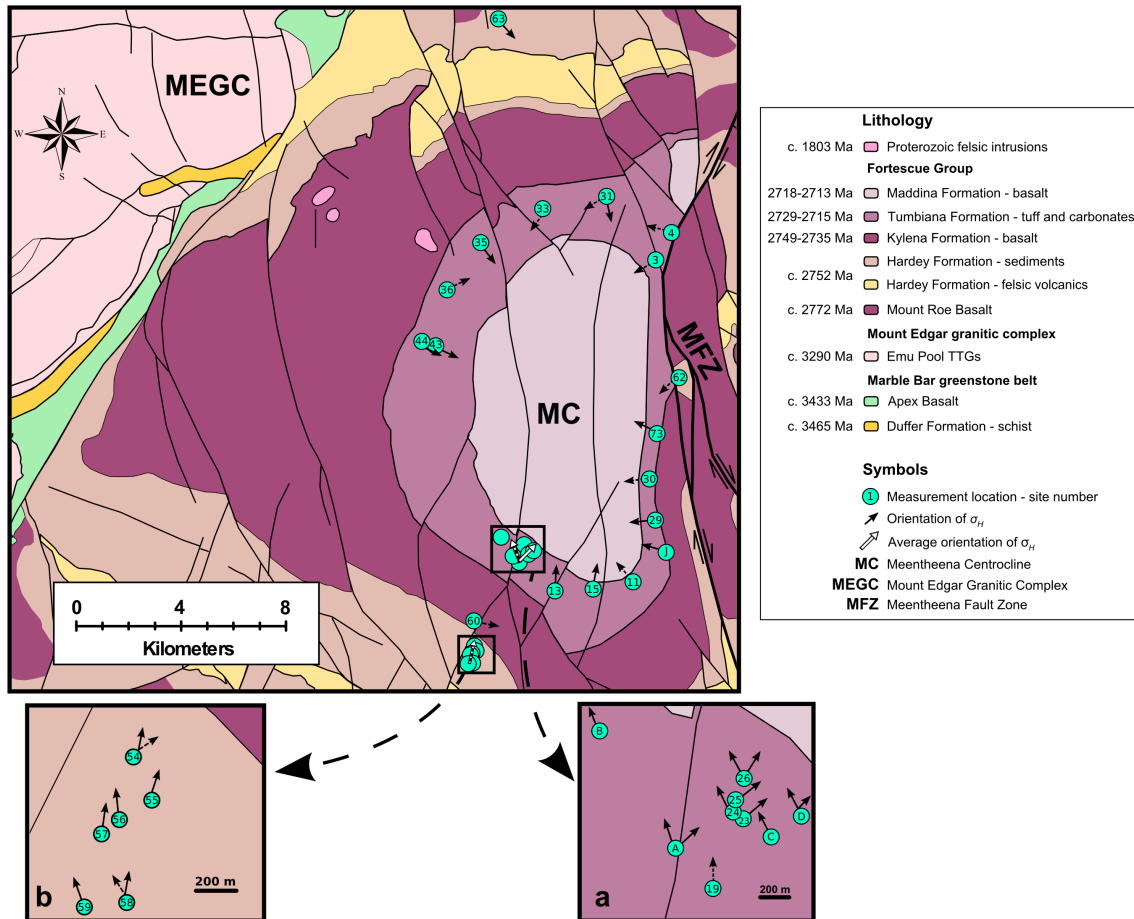 63
MEGC
N
W
E
S
31
33
4
35
3
36
44
43
MFZ
62
MC
73
30
29
J
11
13
15
60
0
4
8
Kilometers
Lithology
c. 1803 Ma Proterozoic felsic intrusions
Fortescue Group
2718-2713 Ma Maddina Formation - basalt
2729-2715 Ma Tumbiana Formation - tuff and carbonates
2749-2735 Ma Kylena Formation - basalt
Hardey Formation - sediments
c. 2752 Ma
Hardey Formation - felsic volcanics
c. 2772 Ma Mount Roe Basalt
Mount Edgar granitic complex
c. 3290 Ma Emu Pool TTGs
Marble Bar greenstone belt
c. 3433 Ma Apex Basalt
c. 3465 Ma Duffer Formation - schist
Symbols
1 Measurement location - site number
Orientation of σH
Average orientation of σH
MC Meentheena Centrocline
MEGC Mount Edgar Granitic Complex
MFZ Meentheena Fault Zone
54
55
56
57
59
58
b
200 m
B
26
25
24
23
D
C
A
19
a
200 m